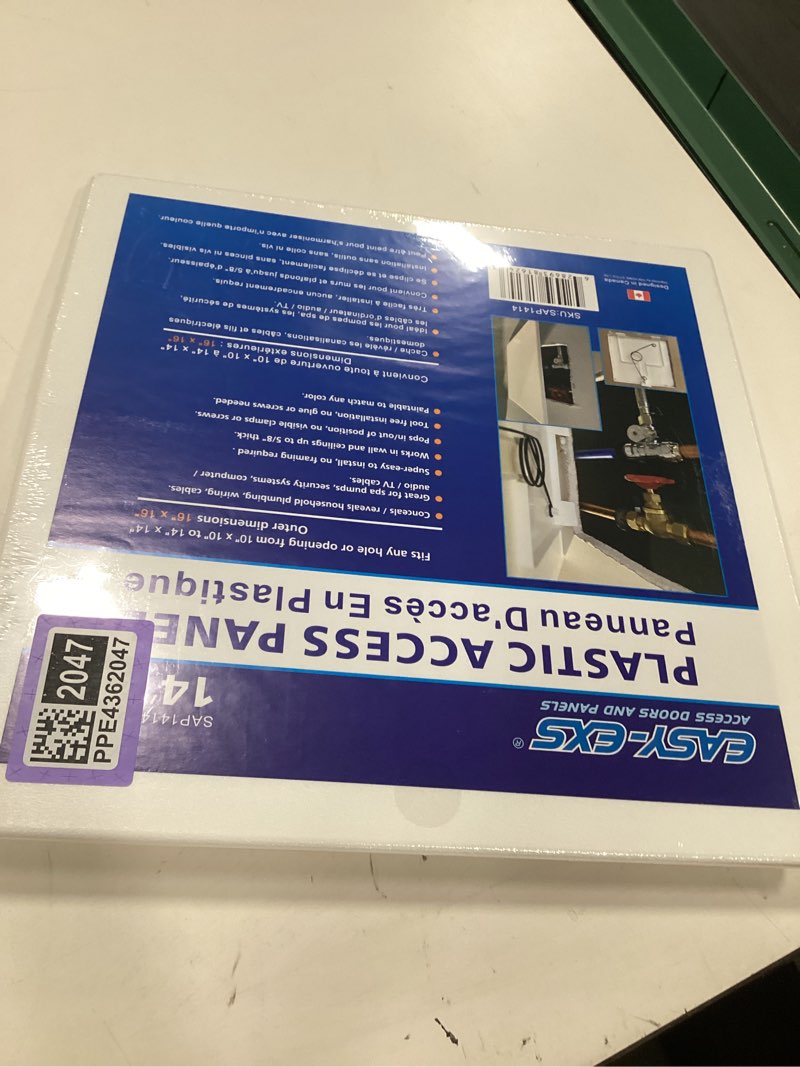 EASY-EXS®
ACCESS DOORS AND PANELS
SAP1414
14
PLASTIC ACCESS PANE
Panneau D'accès En Plastique
Fits any hole or opening from 10" x 10" to 14" x 14"
Outer dimensions 16" x 16"
Conceals / reveals household plumbing, wiring, cables.
Great for spa pumps, security systems, computer /
audio / TV / cables.
Super-easy to install, no framing required .
Works in wall and ceilings up to 5/8" thick.
Pops in/out of position, no visible clamps or screws.
Tool free installation, no glue or screws needed.
Paintable to match any color.
Convient à toute ouverture de 10" x 10" à 14" x 14"
Dimensions extérieures : 16" x 16"
Cache / révèle les canalisations, cables et fils électriques
domestiques.
Idéal pour les pompes de spa, les systèmes de sécurité,
les cables d'ordinateur / audio / TV.
Très facile à installer, aucun encadrement requis.
Convient pour les murs et plafonds jusqu'à 5/8" d'épaisseur.
Se clipse et se déclipse facilement, sans pinces ni vis visibles.
Installation sans outils, sans colle ni vis.
Peut être peint pour s'harmoniser avec n'importe quelle couleur.
SKU:SAP1414
Designed in Canada
2047
PPE4362047